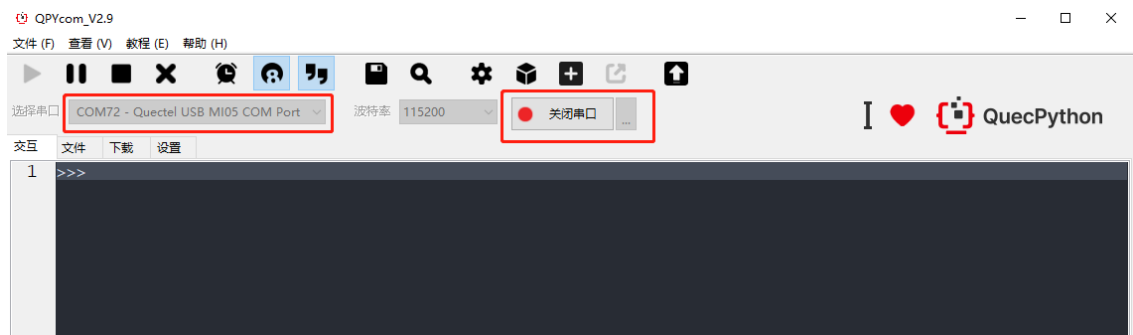 QPYcom_V2.9
文件 (F) 查看 (V) 教程 (E) 帮助 (H)
选择串口 COM72 - Quectel USB MI05 COM Port 波特率 115200 关闭串口 ... I QuecPython
交互 文件 下载 设置
1 >>>